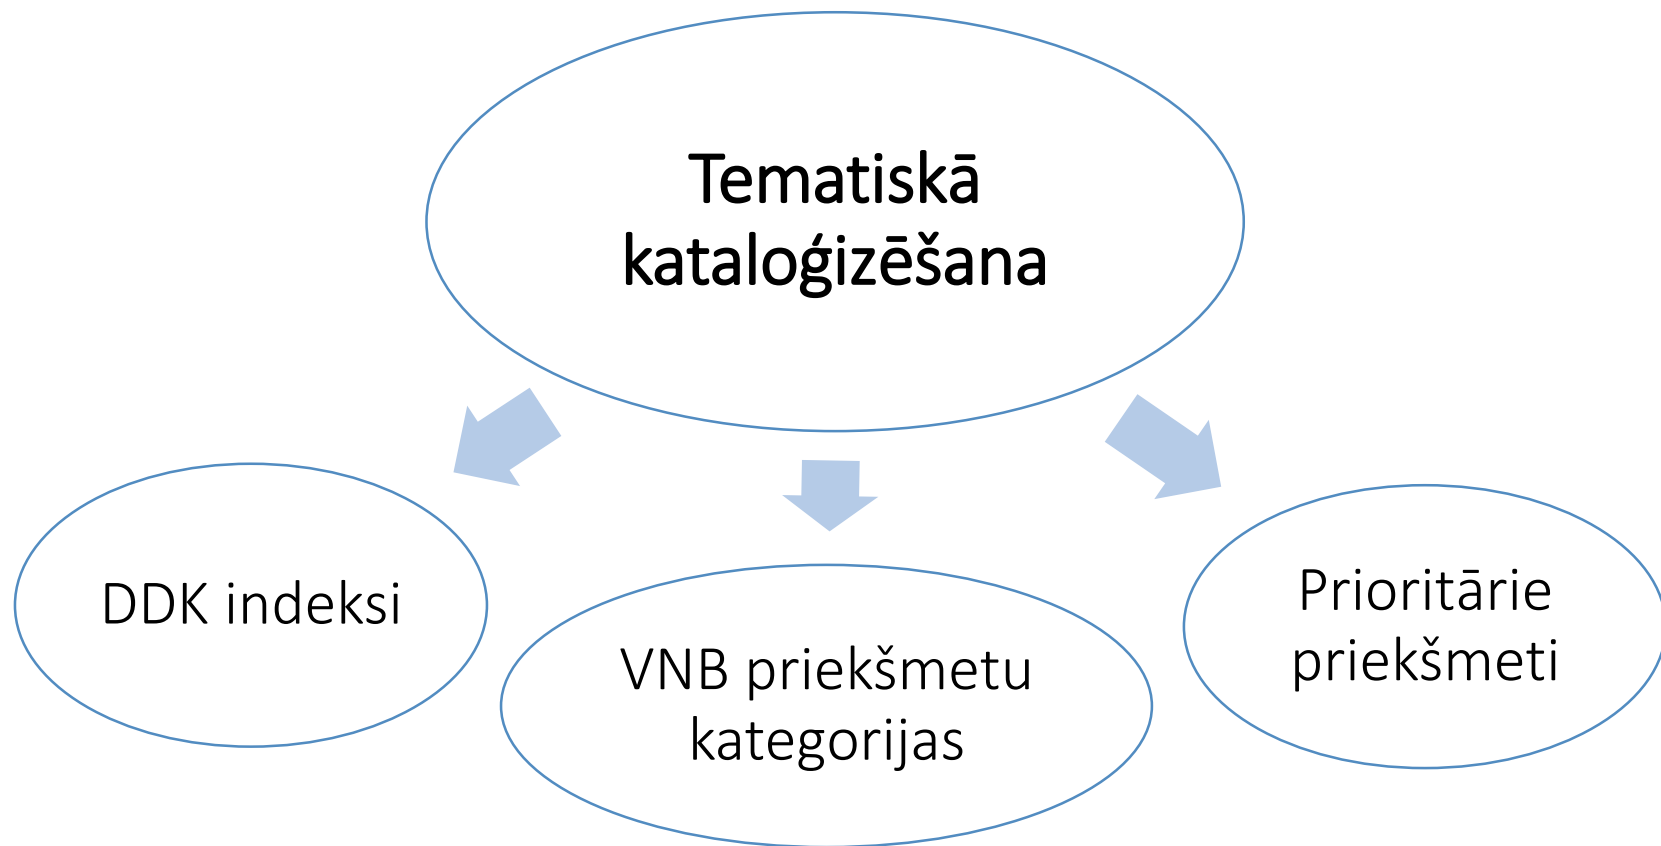 Tematiskā
kataloģizēšana
DDK indeksi
VNB priekšmetu
kategorijas
Prioritārie
priekšmeti